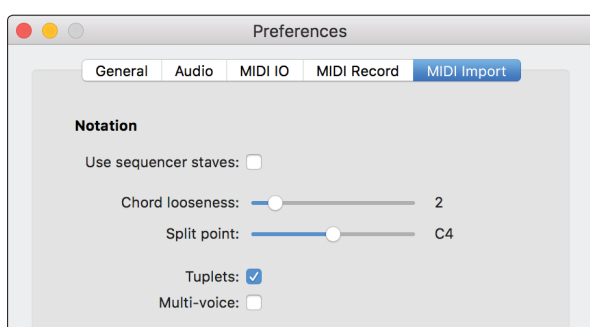 Preferences
General Audio MIDI IO MIDI Record MIDI Import
Notation
Use sequencer staves:
Chord looseness: 2
Split point: C4
Tuplets:
Multi-voice: